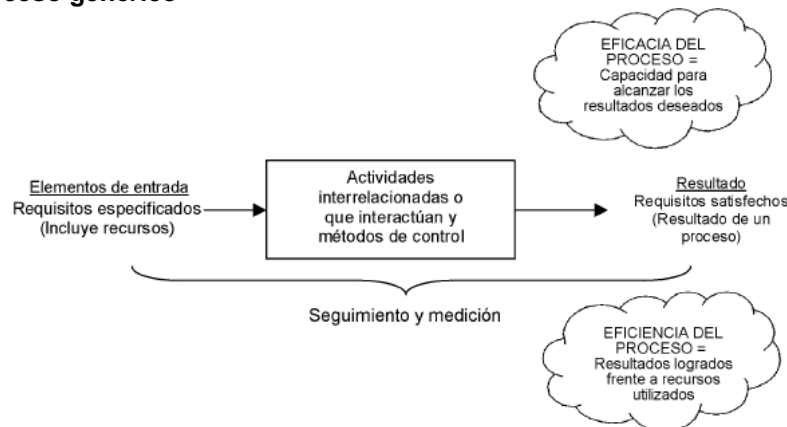 genérico
EFICACIA DEL
PROCESO =
Capacidad para
alcanzar los
resultados deseados
Elementos de entrada
Requisitos especificados
(Incluye recursos)
Actividades
interrelacionadas o
que interactúan y
métodos de control
Resultado
Requisitos satisfechos
(Resultado de un
proceso)
Seguimiento y medición
EFICIENCIA DEL
PROCESO =
Resultados logrados
frente a recursos
utilizados